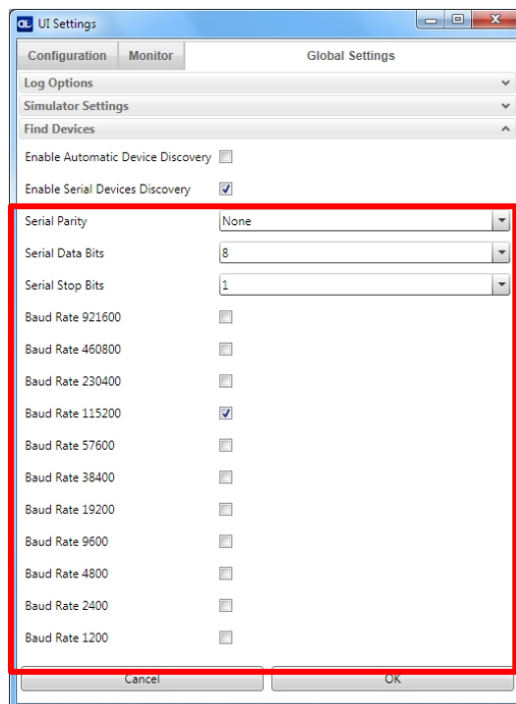 UI Settings
Configuration Monitor Global Settings
Log Options
Simulator Settings
Find Devices
Enable Automatic Device Discovery
Enable Serial Devices Discovery
Serial Parity None
Serial Data Bits 8
Serial Stop Bits 1
Baud Rate 921600
Baud Rate 460800
Baud Rate 230400
Baud Rate 115200
Baud Rate 57600
Baud Rate 38400
Baud Rate 19200
Baud Rate 9600
Baud Rate 4800
Baud Rate 2400
Baud Rate 1200
Cancel OK